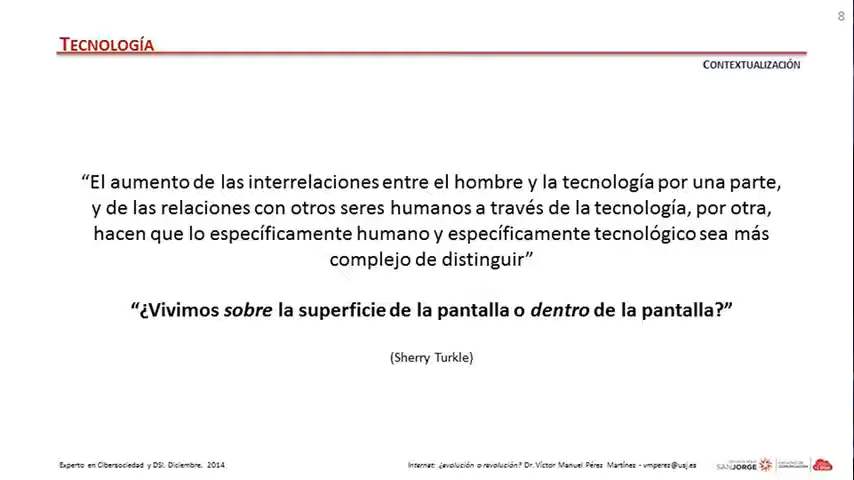 8
TECNOLOGÍA
CONTEXTUALIZACIÓN
“El aumento de las interrelaciones entre el hombre y la tecnología por una parte,
y de las relaciones con otros seres humanos a través de la tecnología, por otra,
hacen que lo específicamente humano y específicamente tecnológico sea más
complejo de distinguir”
“¿Vivimos sobre la superficie de la pantalla o dentro de la pantalla?”
(Sherry Turkle)
Experto en Cibersociedad y DSI. Diciembre, 2014
Internet: ¿evolución o revolución? Dr. Víctor Manuel Pérez Martínez - vmperez@usj.es
SANJORGE